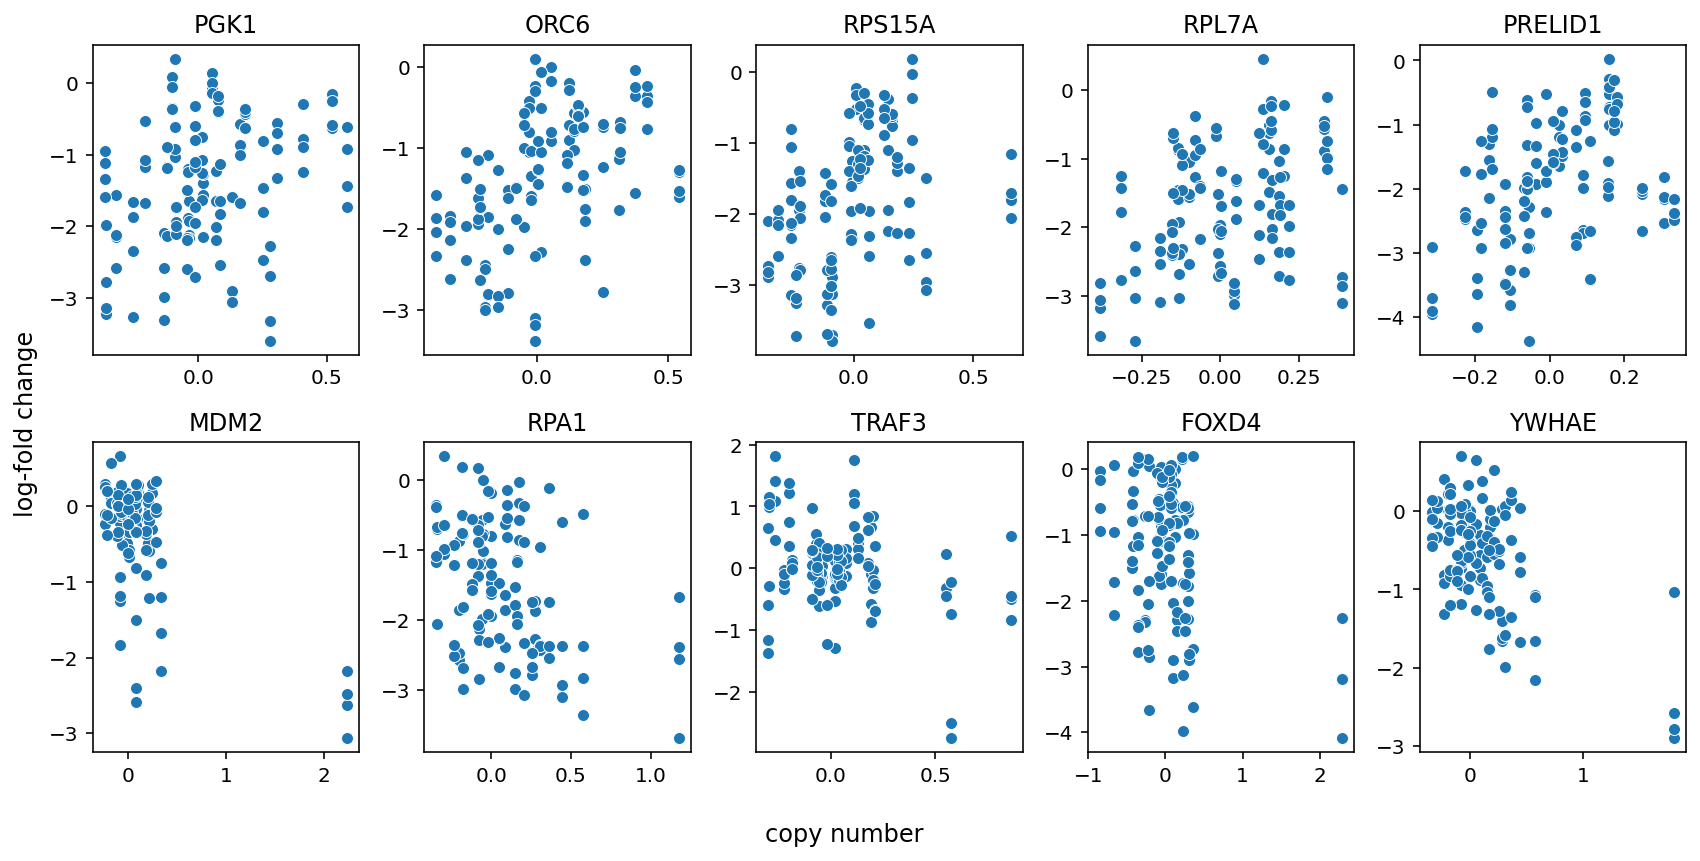 PGK1 ORC6 RPS15A RPL7A PRELID1
0 0 0 0 0
−1 −1 −1 −1 −1
−2 −2 −2 −2 −2
−3 −3 −3 −3 −3
−4
0.0 0.5 0.0 0.5 0.0 0.5 −0.25 0.00 0.25 −0.2 0.0 0.2
log-fold change
MDM2 RPA1 TRAF3 FOXD4 YWHAE
2
1
0 0 0 0 0
−1 −1 −1 −1 −1
−2 −2 −2 −2 −2
−3 −3 −3 −3
−4
0 1 2 0.0 0.5 1.0 0.0 0.5 −1 0 1 2 0 1
copy number